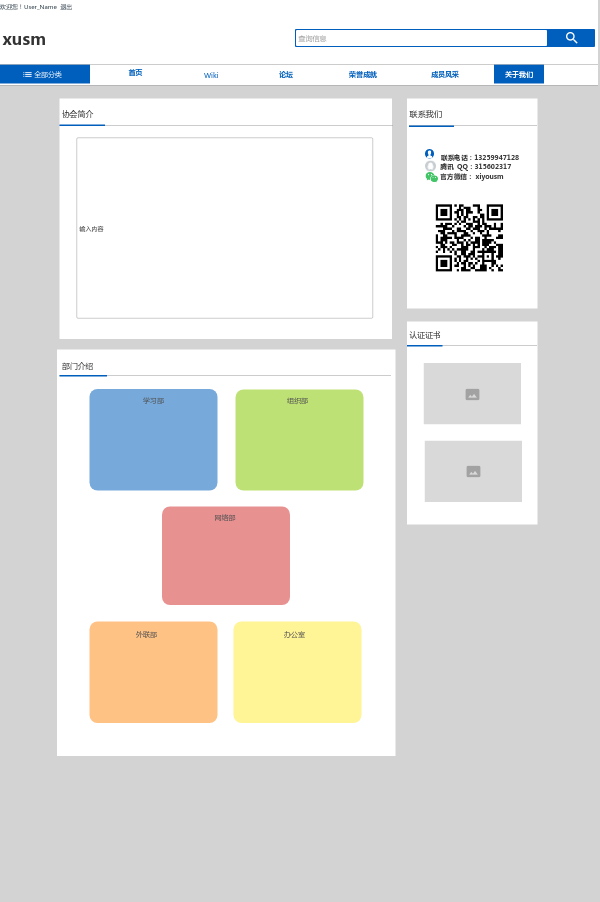 欢迎您！User_Name 退出
xusm
查询信息
全部分类 首页 Wiki 论坛 荣誉成就 成员风采 关于我们
协会简介
输入内容
联系我们
联系电话：13259947128
腾讯 QQ：315602317
官方微信： xiyousm
认证证书
部门介绍
学习部 组织部
网络部
外联部 办公室